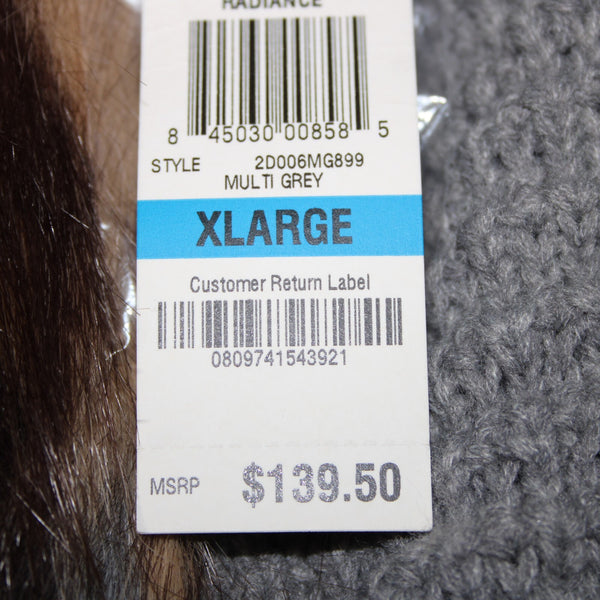 RADIANCE
8 45030 00858 5
STYLE 2D006MG899
MULTI GREY
XLARGE
Customer Return Label
0809741543921
MSRP $139.50